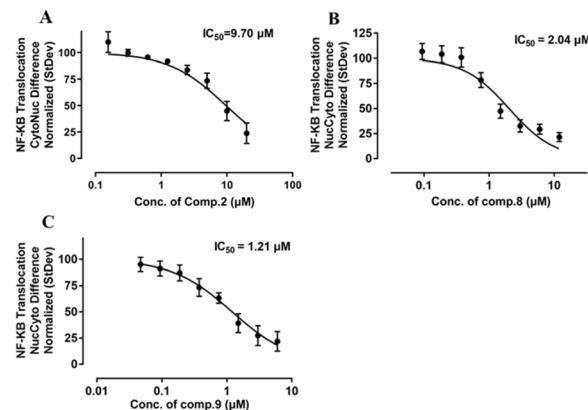 A
IC50=9.70 µM
NF-KB Translocation
CytoNuc Difference
Normalized (StDev)
100
75
50
25
0
0.1
1
10
100
Conc. of Comp.2 (µM)
B
IC50 = 2.04 µM
NF-KB Translocation
NucCyto Difference
Normalized (StDev)
125
100
75
50
25
0
0.1
1
10
Conc. of comp.8 (µM)
C
IC50 = 1.21 µM
NF-KB Translocation
NucCyto Difference
Normalized (StDev)
100
75
50
25
0
0.01
0.1
1
10
Conc. of comp.9 (µM)